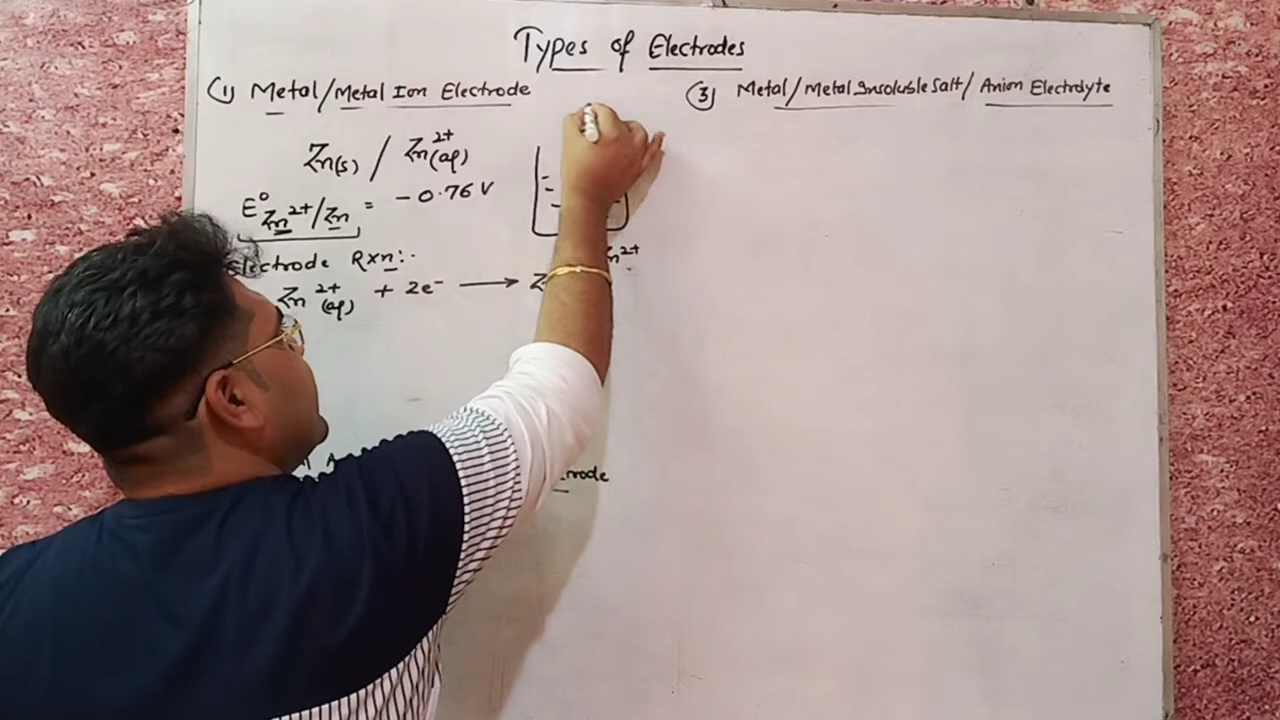 Types of Electrodes
(1) Metal/Metal Ion Electrode
Zn(s) / Zn²⁺(aq)
E⁰Zn²⁺/Zn = -0.76 V
Electrode Rxn:-
Zn²⁺(aq) + 2e⁻ ⟶
Zn²⁺
(3) Metal/Metal Insoluble Salt/Anion Electrolyte